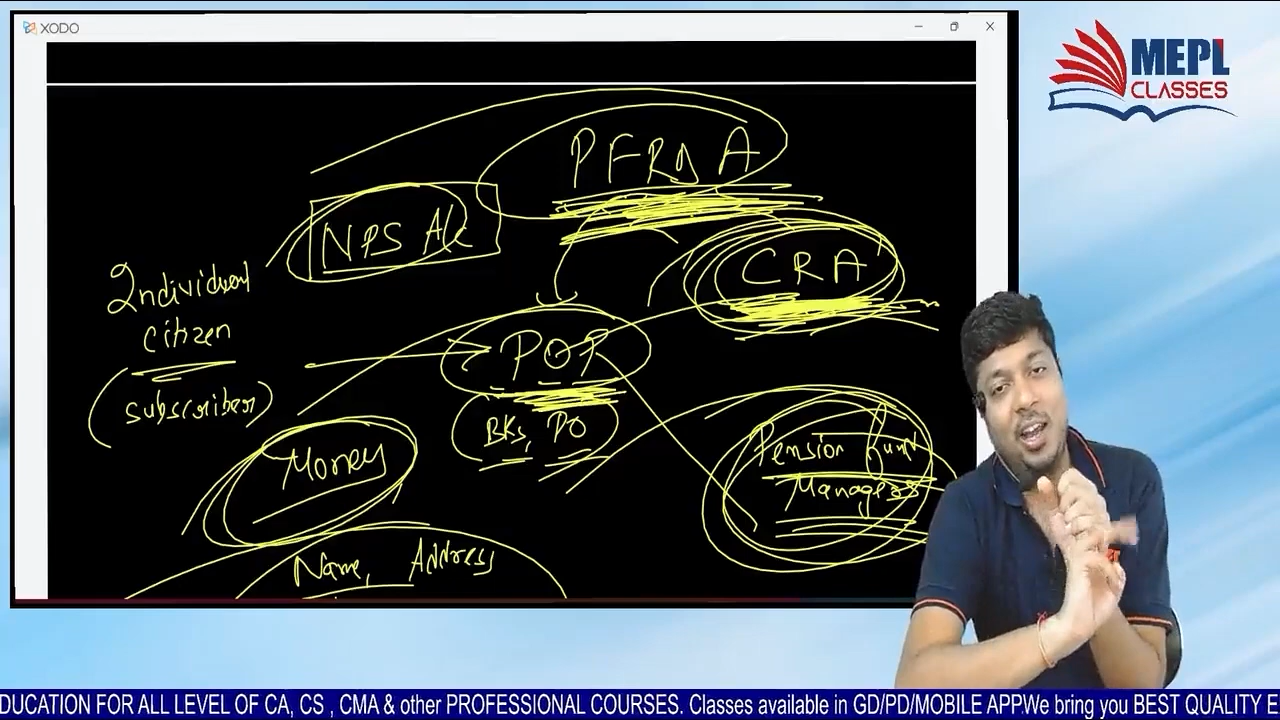 XODO
MEPL
CLASSES
PFRDA
NPS A/c
CRA
Individual
citizen
(subscriber)
POP
BKs, PO
Money
Pension Fund
Managers
Name, Address
DUCATION FOR ALL LEVEL OF CA, CS , CMA & other PROFESSIONAL COURSES. Classes available in GD/PD/MOBILE APPWe bring you BEST QUALITY E